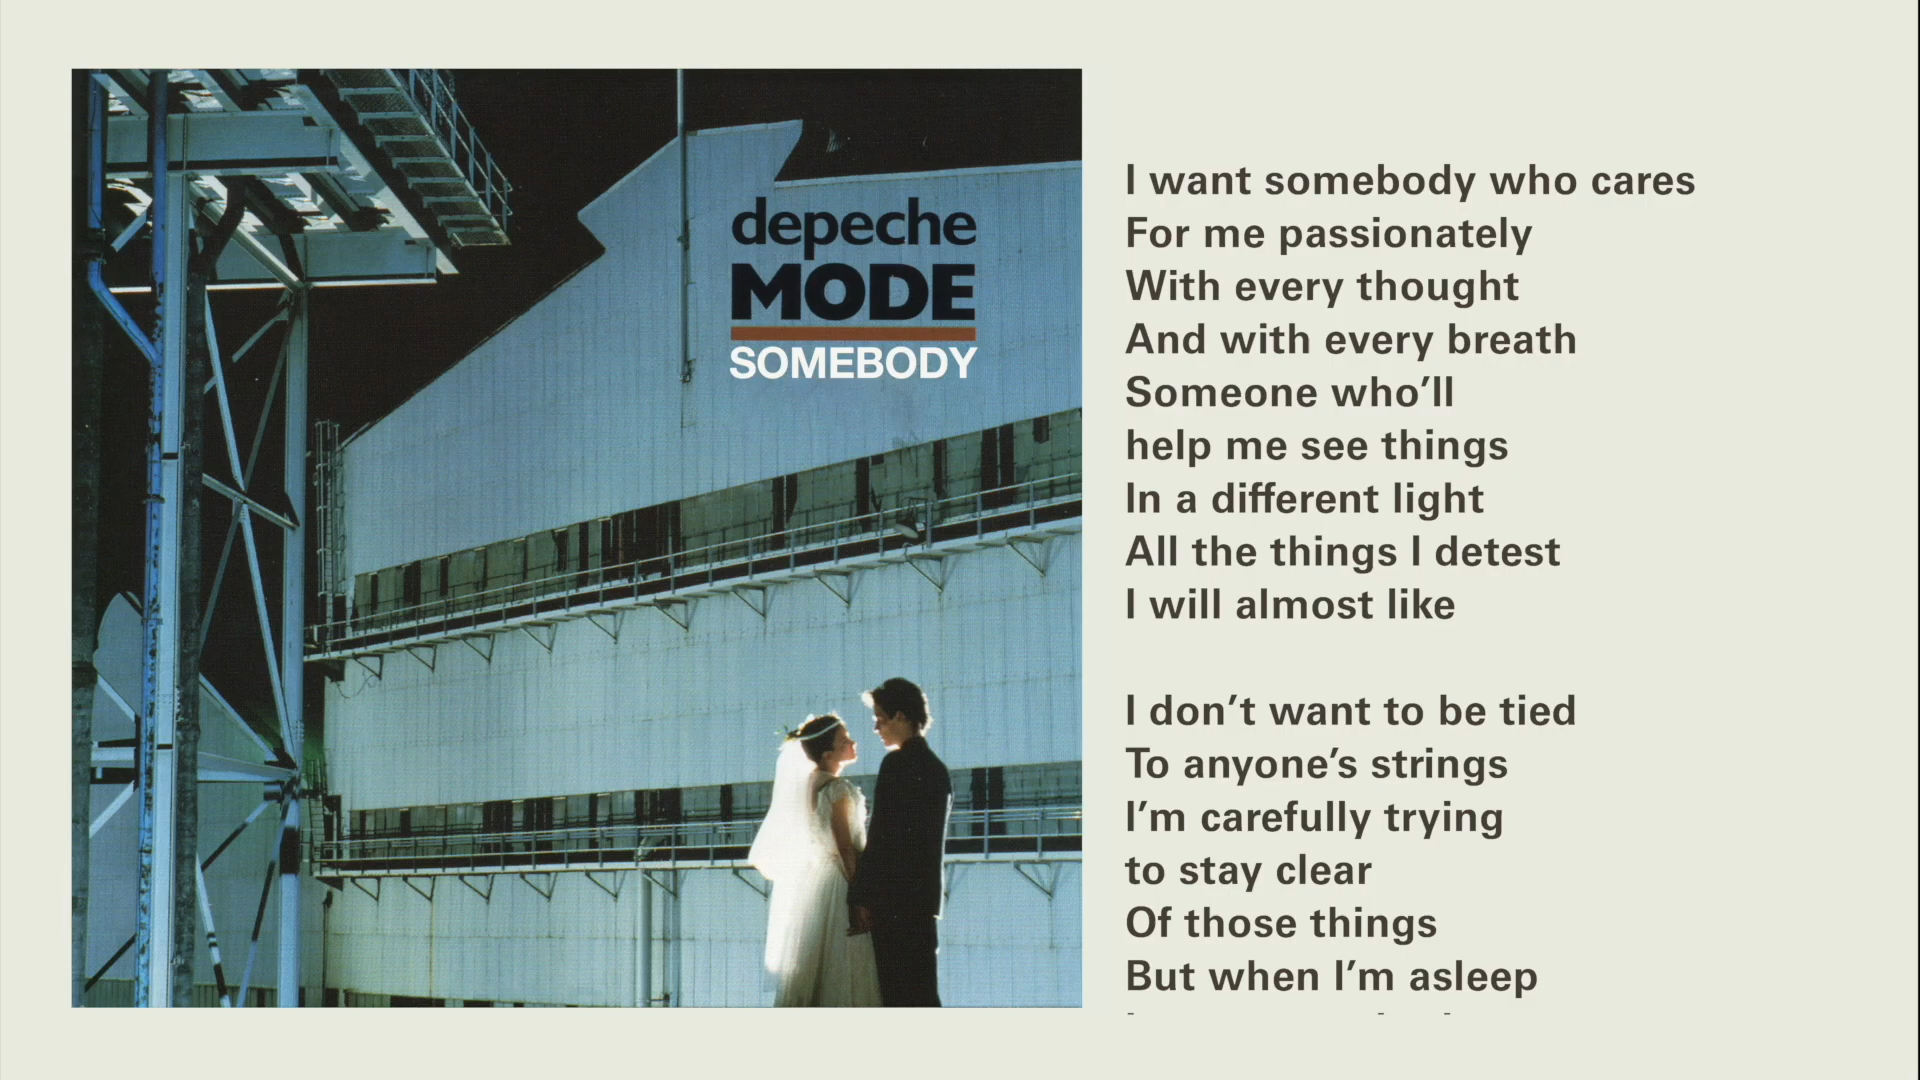 depeche
MODE
SOMEBODY
I want somebody who cares
For me passionately
With every thought
And with every breath
Someone who’ll
help me see things
In a different light
All the things I detest
I will almost like
I don’t want to be tied
To anyone’s strings
I’m carefully trying
to stay clear
Of those things
But when I’m asleep